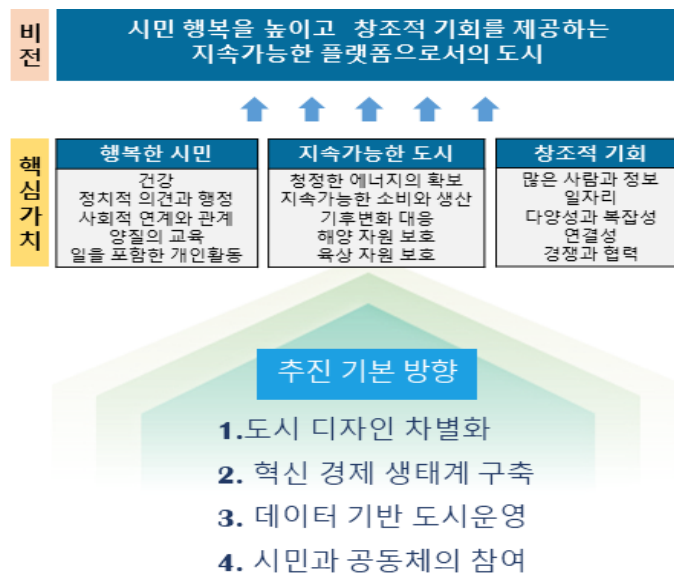 비전
시민 행복을 높이고 창조적 기회를 제공하는
지속가능한 플랫폼으로서의 도시
핵심가치
행복한 시민
건강
정치적 의견과 행정
사회적 연계와 관계
양질의 교육
일을 포함한 개인활동
지속가능한 도시
청정한 에너지의 확보
지속가능한 소비와 생산
기후변화 대응
해양 자원 보호
육상 자원 보호
창조적 기회
많은 사람과 정보
일자리
다양성과 복잡성
연결성
경쟁과 협력
추진 기본 방향
1.도시 디자인 차별화
2. 혁신 경제 생태계 구축
3. 데이터 기반 도시운영
4. 시민과 공동체의 참여